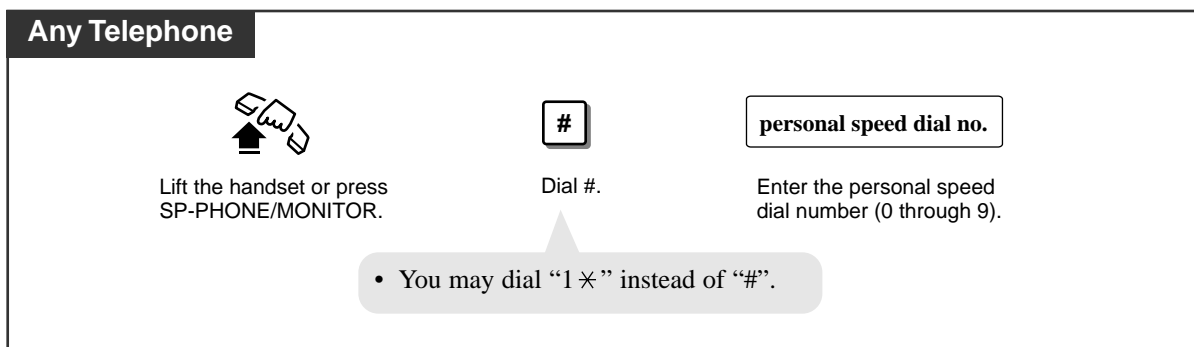 Any Telephone
#
personal speed dial no.
Lift the handset or press
SP-PHONE/MONITOR.
Dial #.
Enter the personal speed
dial number (0 through 9).
• You may dial “1✳” instead of “#”.